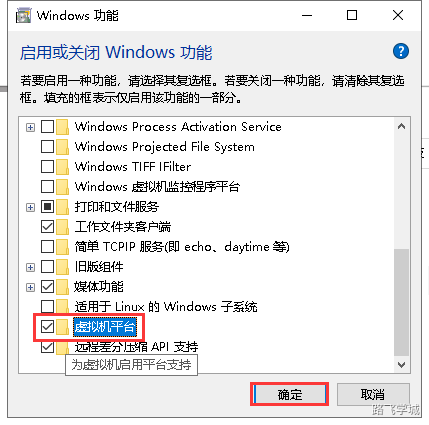 Windows 功能
启用或关闭 Windows 功能
若要启用一种功能，请选择其复选框。若要关闭一种功能，请清除其复选
框。填充的框表示仅启用该功能的一部分。
Windows Process Activation Service
Windows Projected File System
Windows TIFF IFilter
Windows 虚拟机监控程序平台
打印和文件服务
工作文件夹客户端
简单 TCPIP 服务(即 echo、daytime 等)
旧版组件
媒体功能
适用于 Linux 的 Windows 子系统
虚拟机平台
远程差分压缩 API 支持
为虚拟机启用平台支持
确定
取消
路飞学城